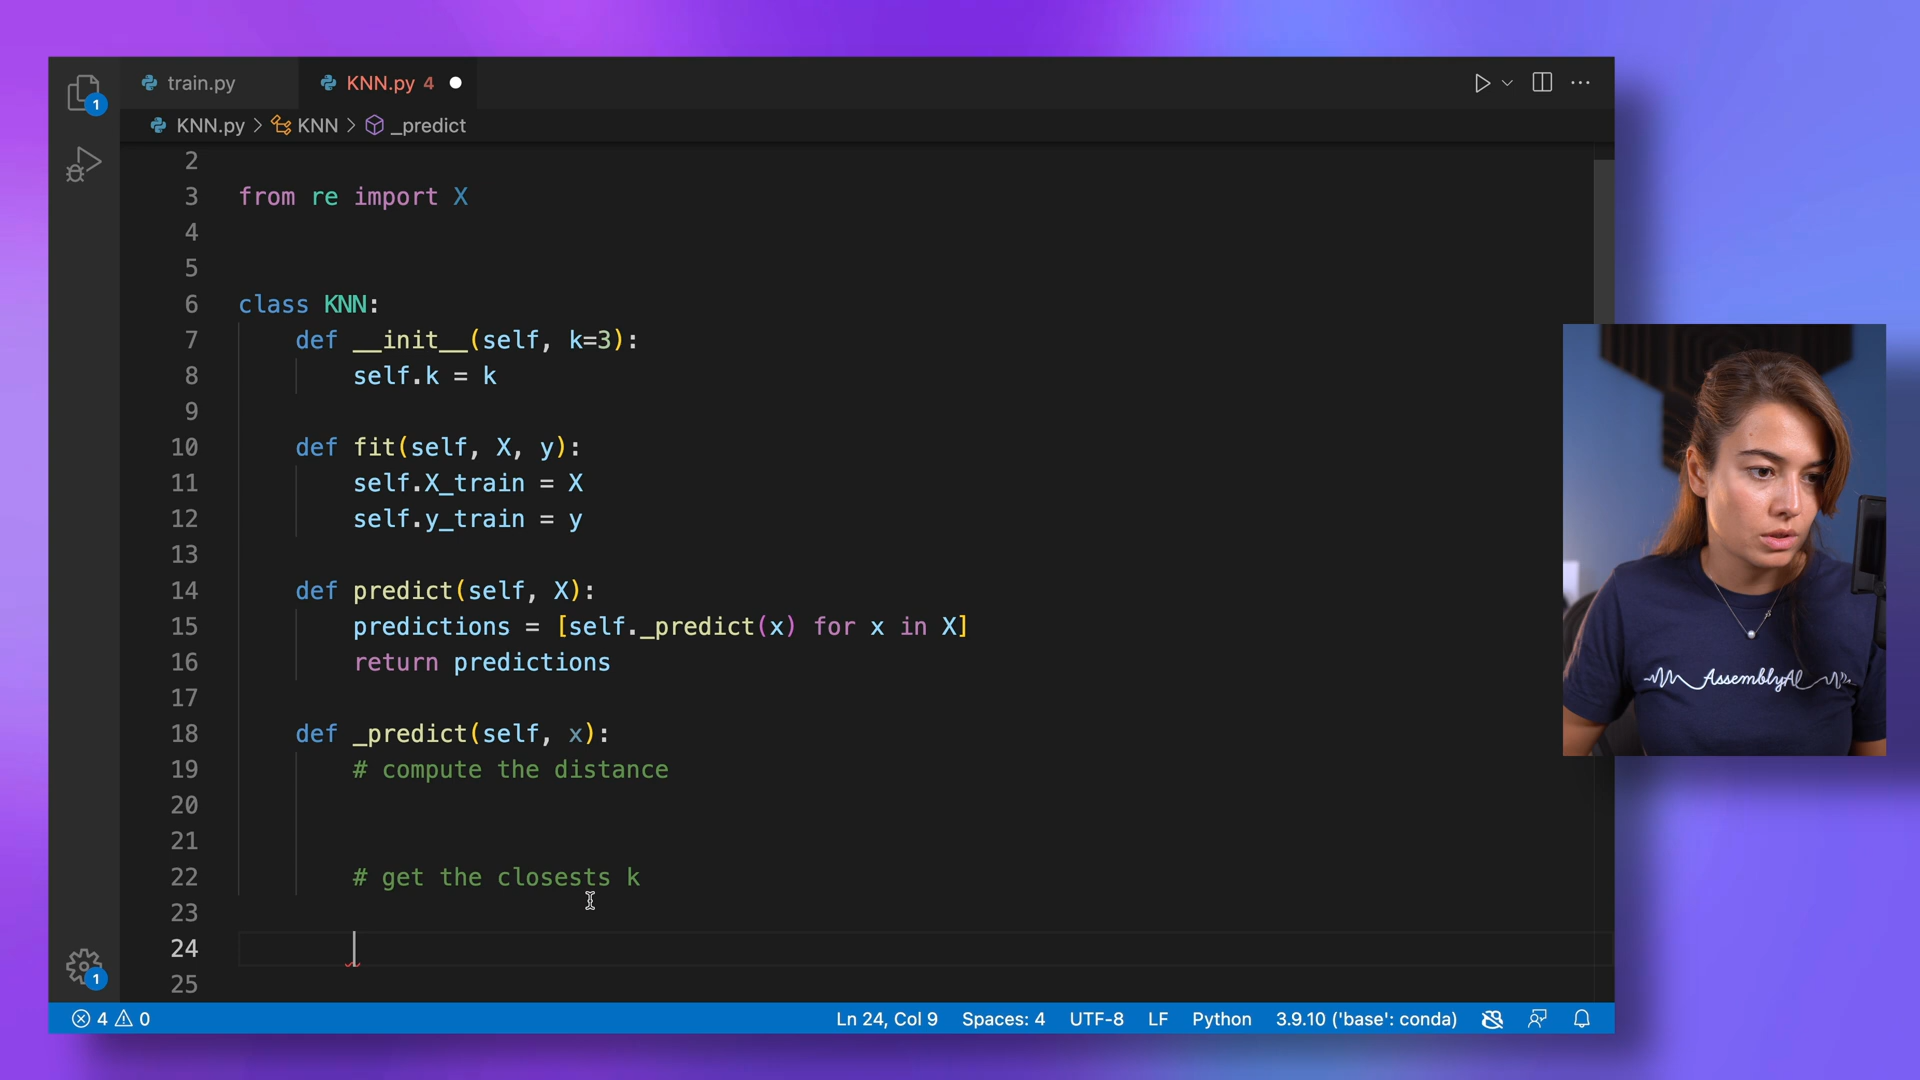 train.py
KNN.py 4
1
KNN.py > KNN > _predict
2
3 from re import X
4
5
6 class KNN:
7 def __init__(self, k=3):
8 self.k = k
9
10 def fit(self, X, y):
11 self.X_train = X
12 self.y_train = y
13
14 def predict(self, X):
15 predictions = [self._predict(x) for x in X]
16 return predictions
17
18 def _predict(self, x):
19 # compute the distance
20
21
22 # get the closests k
23
24
25
1
AssemblyAI
4 0 Ln 24, Col 9 Spaces: 4 UTF-8 LF Python 3.9.10 ('base': conda)